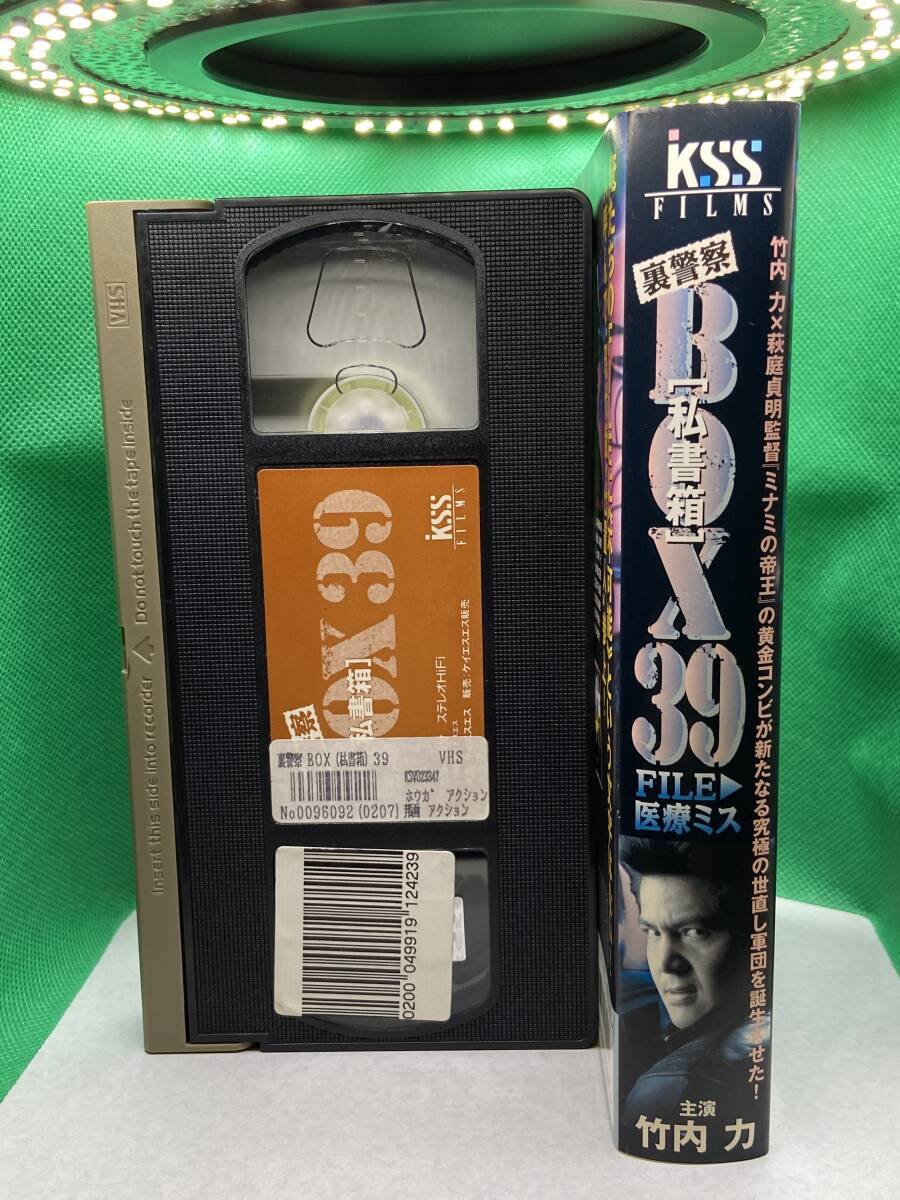 VHS
Do not touch the tape inside
Insert this side into recorder
OX 39
[私書箱]
KSS
FILMS
ステレオHiFi
販売:ケイエスエス販売
裏警察 BOX(私書箱)39 VHS
ホウガ アクション
No0096092(0207) 邦画 アクション
0200 049919 124239
KSS
FILMS
裏警察
BOX
[私書箱]
39
FILE▶
医療ミス
竹内 力×萩庭貞明監督『ミナミの帝王』の黄金コンビが新たなる究極の世直し軍団を誕生させた!
主演
竹内 力